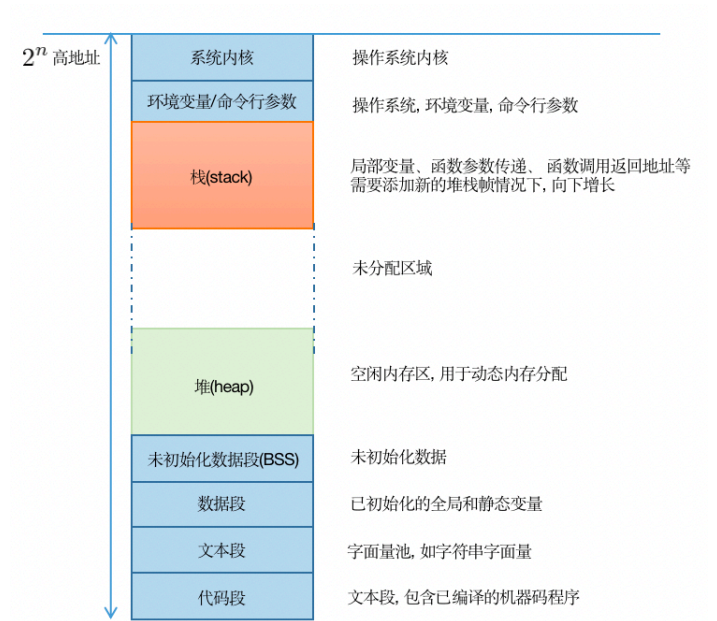 2^n 高地址
系统内核
操作系统内核
环境变量/命令行参数
操作系统, 环境变量, 命令行参数
栈(stack)
局部变量、函数参数传递、 函数调用返回地址等
需要添加新的堆栈帧情况下, 向下增长
未分配区域
堆(heap)
空闲内存区, 用于动态内存分配
未初始化数据段(BSS)
未初始化数据
数据段
已初始化的全局和静态变量
文本段
字面量池, 如字符串字面量
代码段
文本段, 包含已编译的机器码程序